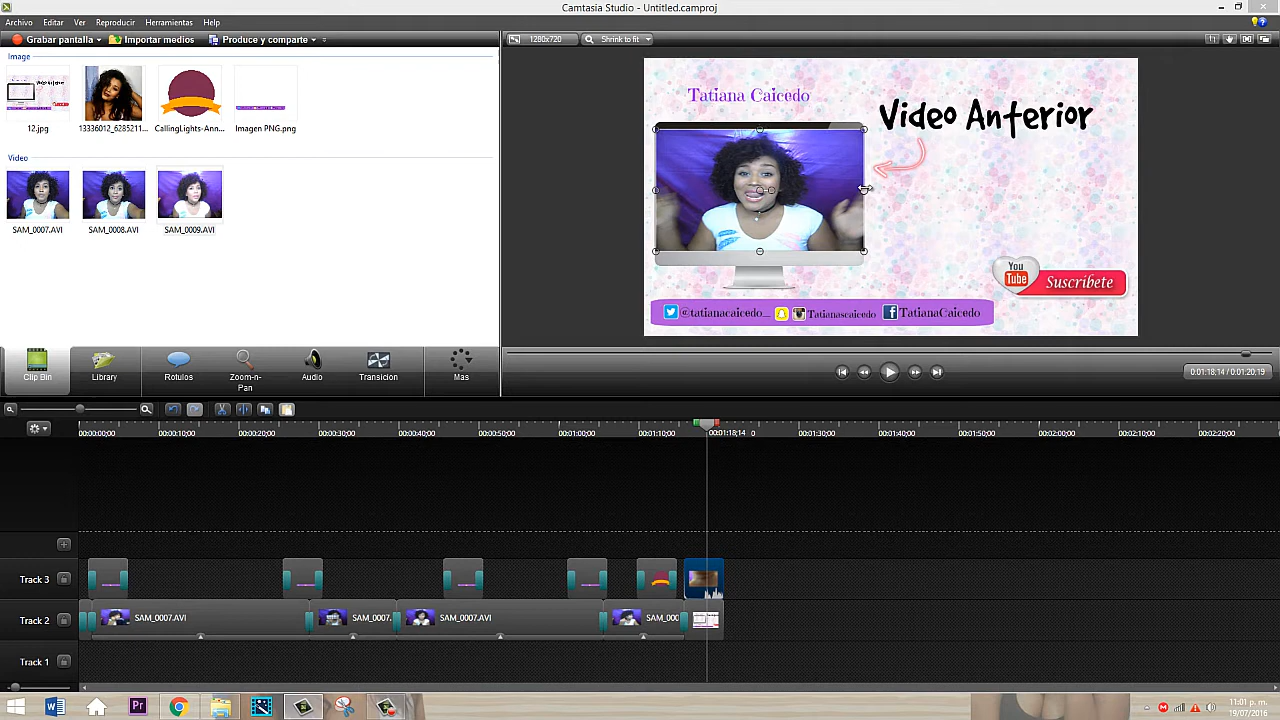 Camtasia Studio - Untitled.camproj
Archivo Editar Ver Reproducir Herramientas Help
Grabar pantalla Importar medios Produce y comparte
1280x720 Shrink to fit
Image
12.jpg 13336012_6285211... CallingLights-Ann... Imagen PNG.png
Video
SAM_0007.AVI SAM_0008.AVI SAM_0009.AVI
Tatiana Caicedo
Video Anterior
You
Tube
Suscribete
@tatianacaicedo_ Tatianascaicedo TatianaCaicedo
Clip Bin Library Rotulos Zoom-n-Pan Audio Transicion Mas
0:01:18;14 / 0:01:20;19
00:00:00;00 00:00:10;00 00:00:20;00 00:00:30;00 00:00:40;00 00:00:50;00 00:01:00;00 00:01:10;00 00:01:18;14 0 00:01:30;00 00:01:40;00 00:01:50;00 00:02:00;00 00:02:10;00 00:02:20;00
Track 3
Track 2 SAM_0007.AVI SAM_0007. SAM_0007.AVI SAM_000
Track 1
W Pr
11:01 p. m.
19/07/2016